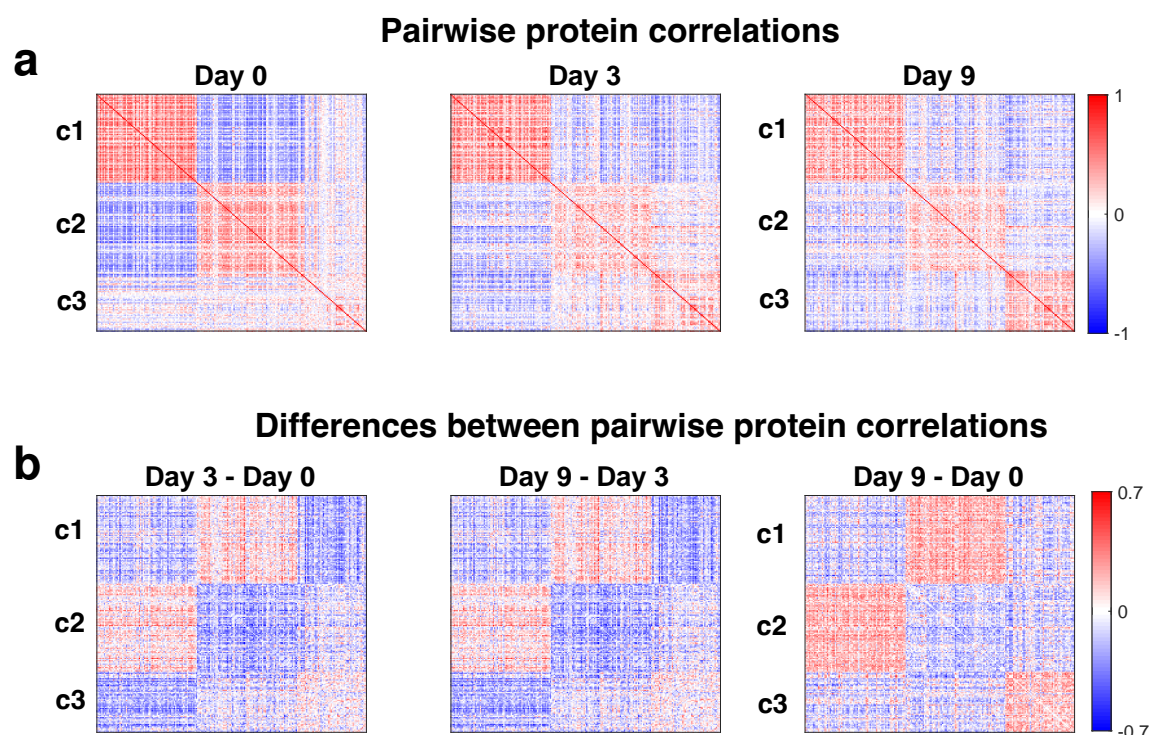 Pairwise protein correlations
a
Day 0
Day 3
Day 9
c1
c2
c3
c1
c2
c3
1
0
-1
Differences between pairwise protein correlations
b
Day 3 - Day 0
Day 9 - Day 3
Day 9 - Day 0
c1
c2
c3
c1
c2
c3
0.7
0
-0.7